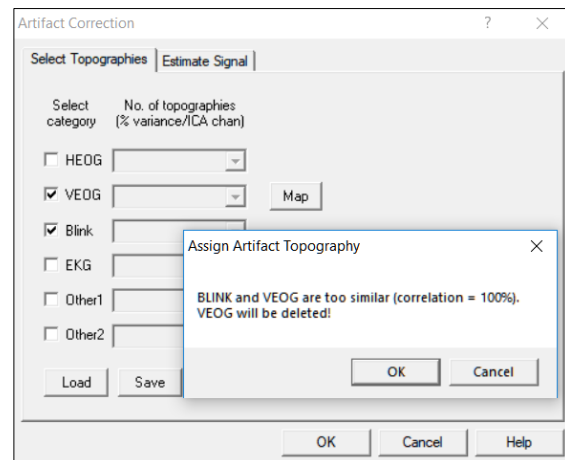 Artifact Correction ?
Select Topographies Estimate Signal
Select No. of topographies
category (% variance/ICA chan)
HEOG
VEOG Map
Blink
EKG
Other1
Other2
Assign Artifact Topography
BLINK and VEOG are too similar (correlation = 100%).
VEOG will be deleted!
OK Cancel
Load Save
OK Cancel Help